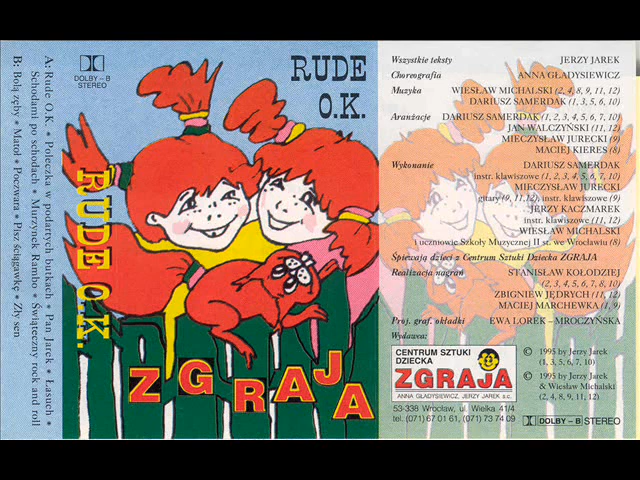 A: Rude O.K. * Poleczka w podartych butkach * Pan Jarek * Łasuch *
Schodami po schodach * Murzynek Rambo * Świąteczny rock and roll
B: Bolą zęby * Matoł * Poczwara * Pisz ściągawkę * Zły sen
DOLBY – B
STEREO
RUDE O.K.
RUDE
O.K.
ZGRAJA
Wszystkie teksty JERZY JAREK
Choreografia ANNA GŁADYSIEWICZ
Muzyka WIESŁAW MICHALSKI (2, 4, 8, 9, 11, 12)
DARIUSZ SAMERDAK (1, 3, 5, 6, 10)
Aranżacje DARIUSZ SAMERDAK (1, 2, 3, 4, 5, 6, 7, 10)
JAN WALCZYŃSKI (11, 12)
MIECZYSŁAW JURECKI (9)
MACIEJ KIERES (8)
Wykonanie DARIUSZ SAMERDAK
instr. klawiszowe (1, 2, 3, 4, 5, 6, 7, 10)
MIECZYSŁAW JURECKI
gitary (9, 11, 12), instr. klawiszowe (9)
JERZY KACZMAREK
instr. klawiszowe (11, 12)
WIESŁAW MICHALSKI
i uczniowie Szkoły Muzycznej II st. we Wrocławiu (8)
Śpiewają dzieci z Centrum Sztuki Dziecka ZGRAJA
Realizacja nagrań STANISŁAW KOŁODZIEJ
(2, 3, 4, 5, 6, 7, 8, 10)
ZBIGNIEW JĘDRYCH (11, 12)
MACIEJ MARCHEWKA (1, 9)
Proj. graf. okładki EWA LOREK – MROCZYŃSKA
Wydawca:
CENTRUM SZTUKI
DZIECKA
ZGRAJA
ANNA GŁADYSIEWICZ, JERZY JAREK s.c.
53-338 Wrocław, ul. Wielka 41/4
tel. (071) 67 01 61, (071) 73 74 09
© 1995 by Jerzy Jarek
(1, 3, 5, 6, 7, 10)
© 1995 by Jerzy Jarek
& Wiesław Michalski
(2, 4, 8, 9, 11, 12)
DOLBY – B STEREO